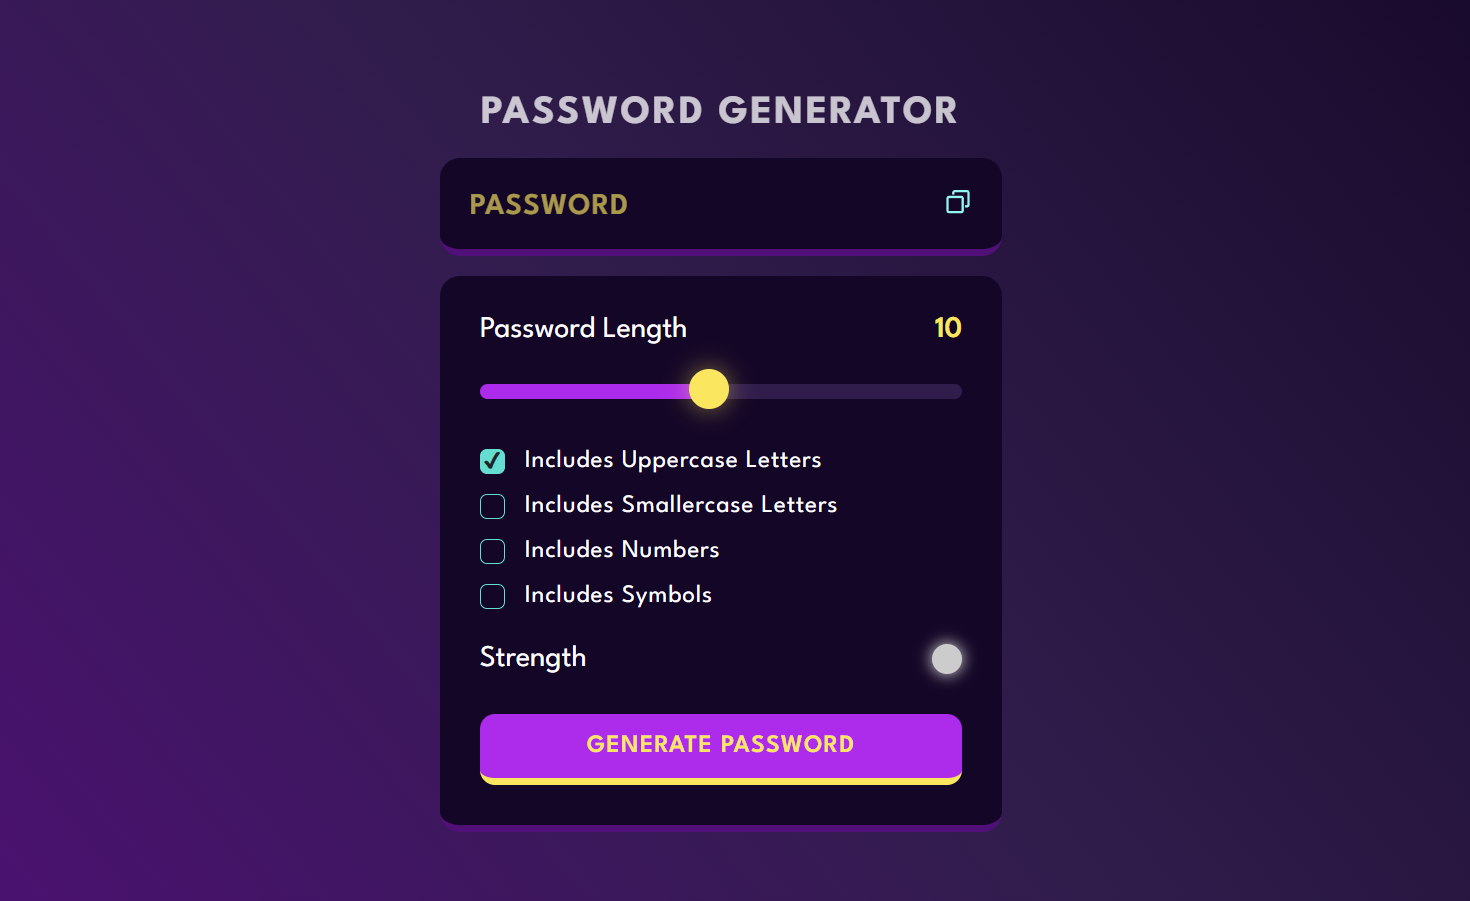 PASSWORD GENERATOR
PASSWORD
Password Length 10
Includes Uppercase Letters
Includes Smallercase Letters
Includes Numbers
Includes Symbols
Strength
GENERATE PASSWORD